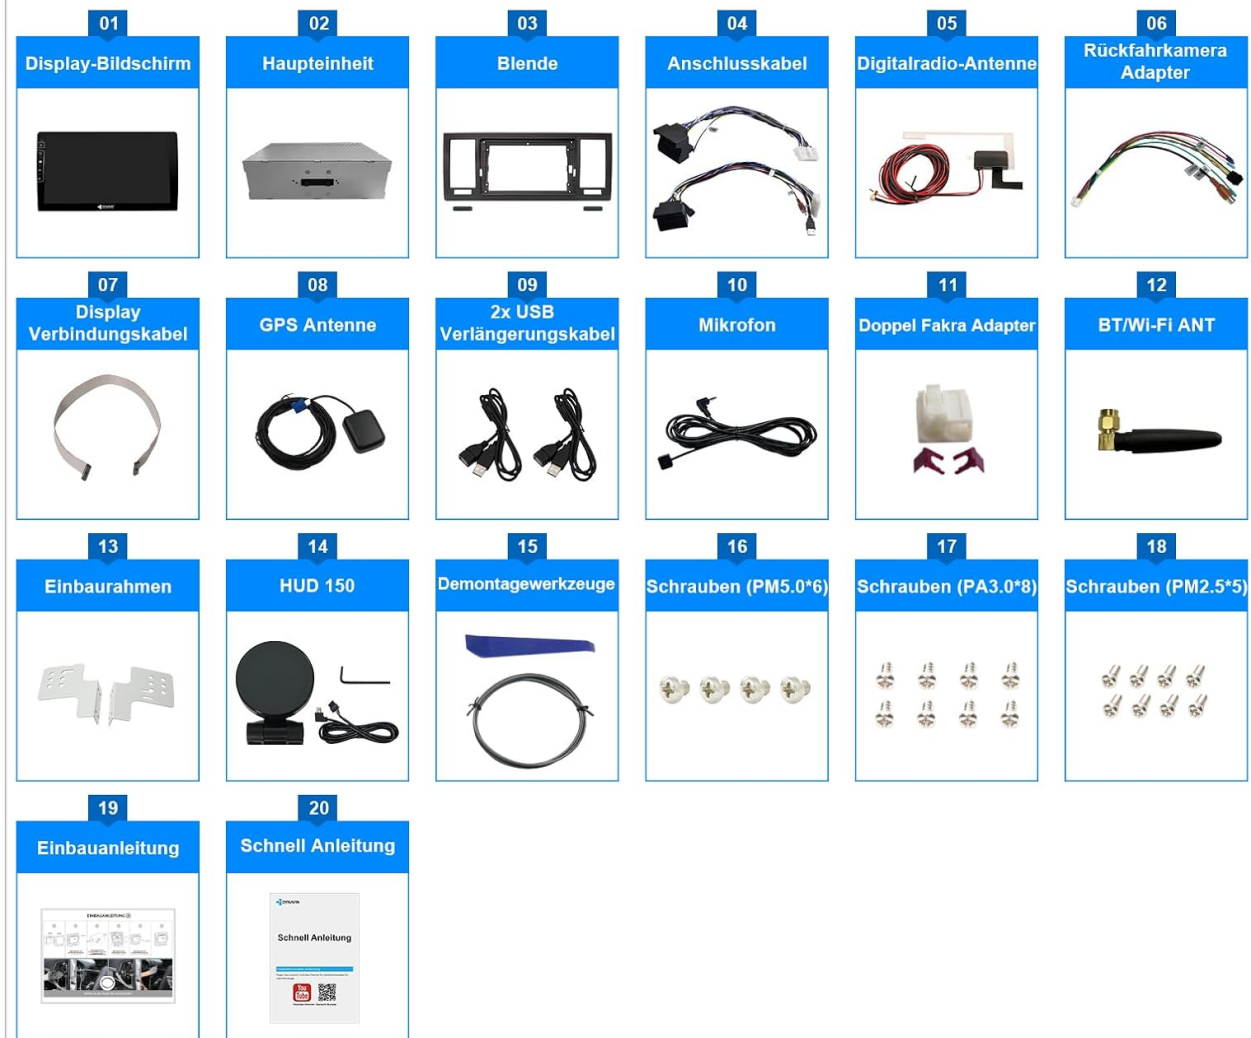 01
Display-Bildschirm
02
Haupteinheit
03
Blende
04
Anschlusskabel
05
Digitalradio-Antenne
06
Rückfahrkamera
Adapter
07
Display
Verbindungskabel
08
GPS Antenne
09
2x USB
Verlängerungskabel
10
Mikrofon
11
Doppel Fakra Adapter
12
BT/Wi-Fi ANT
13
Einbaurahmen
14
HUD 150
15
Demontagewerkzeuge
16
Schrauben (PM5.0*6)
17
Schrauben (PA3.0*8)
18
Schrauben (PM2.5*5)
19
Einbauanleitung
EINBAUANLEITUNG
20
Schnell Anleitung
DYNAVIN
Schnell Anleitung
You
Tube